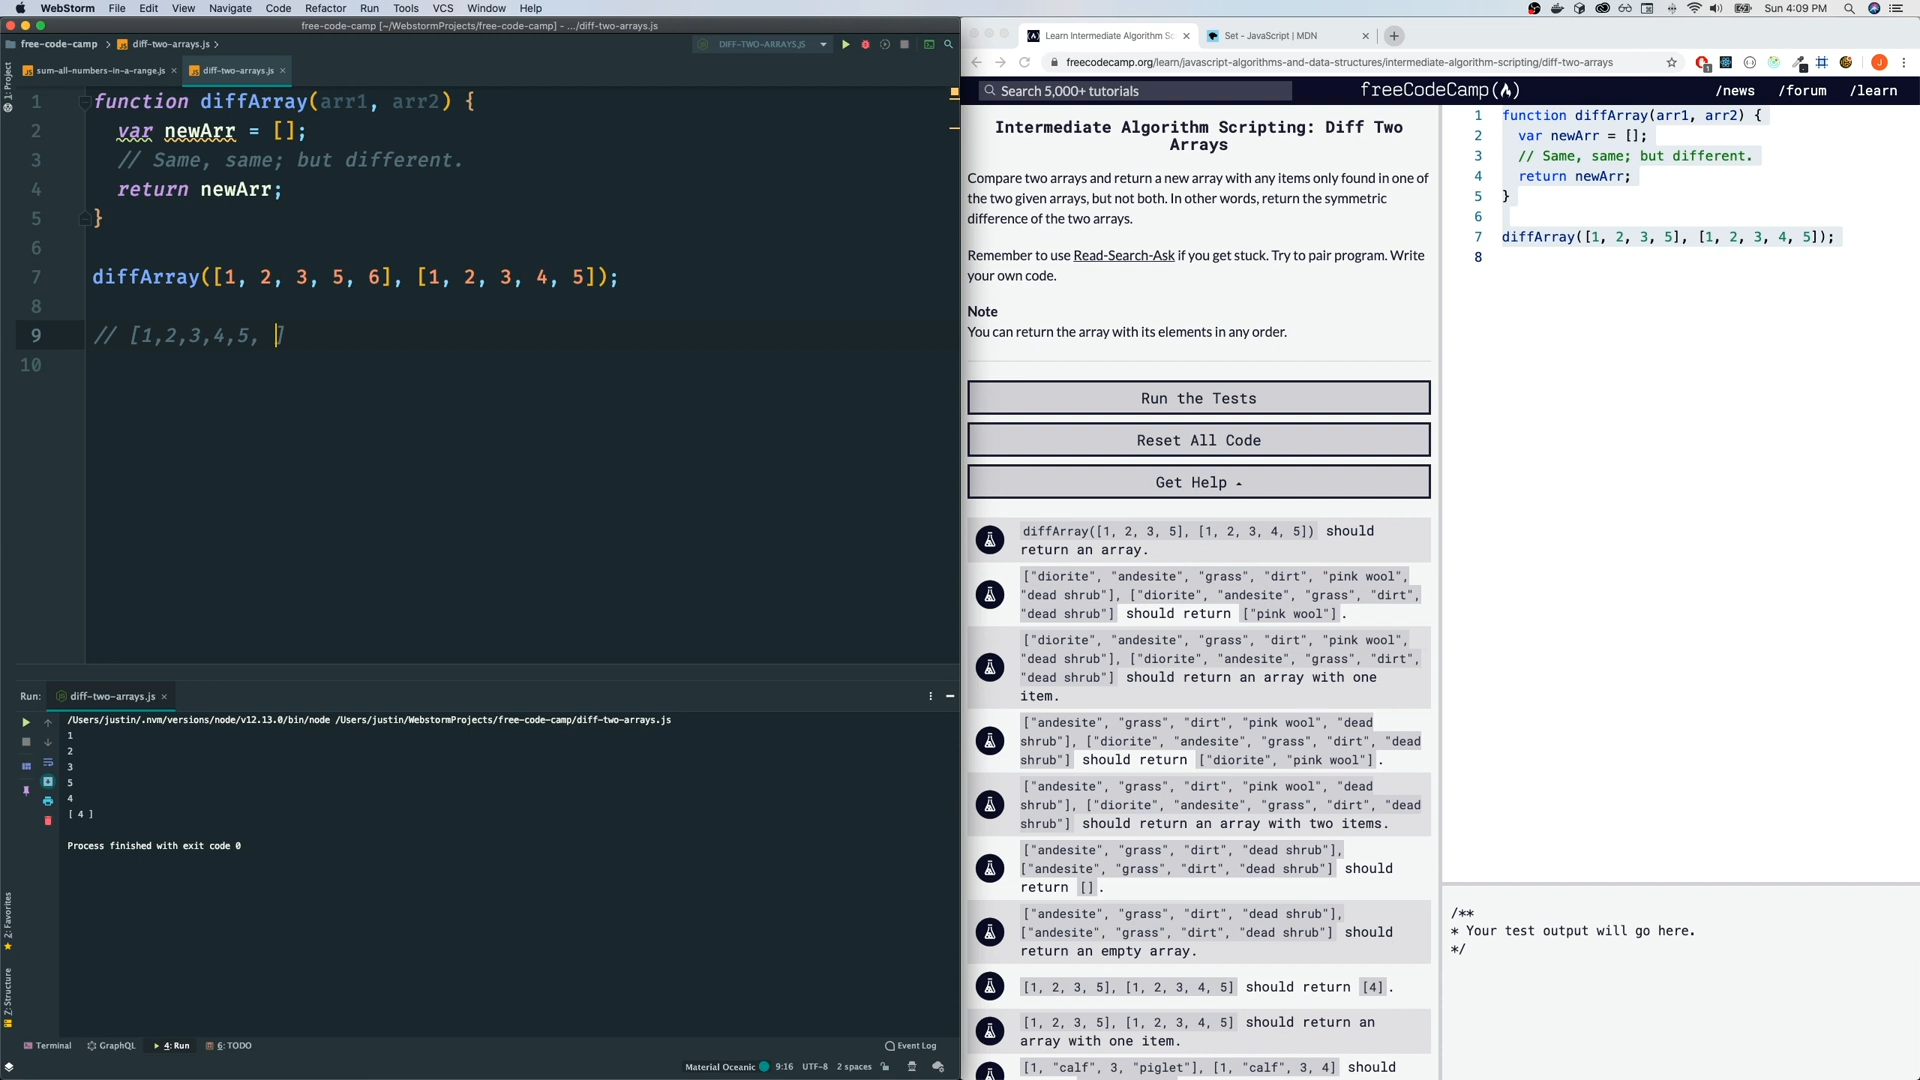 WebStorm File Edit View Navigate Code Refactor Run Tools VCS Window Help
Sun 4:09 PM
free-code-camp [~/WebstormProjects/free-code-camp] - .../diff-two-arrays.js
free-code-camp > diff-two-arrays.js >
DIFF-TWO-ARRAYS.JS
sum-all-numbers-in-a-range.js ×
diff-two-arrays.js ×
1: Project
1 function diffArray(arr1, arr2) {
2 var newArr = [];
3 // Same, same; but different.
4 return newArr;
5 }
6
7 diffArray([1, 2, 3, 5, 6], [1, 2, 3, 4, 5]);
8
9 // [1,2,3,4,5, ]
10
Run: diff-two-arrays.js ×
/Users/justin/.nvm/versions/node/v12.13.0/bin/node /Users/justin/WebstormProjects/free-code-camp/diff-two-arrays.js
1
2
3
5
4
[ 4 ]
Process finished with exit code 0
2: Favorites
Z: Structure
Terminal GraphQL 4: Run 6: TODO
Event Log
Material Oceanic 9:16 UTF-8 2 spaces
Learn Intermediate Algorithm Sc ×
Set - JavaScript | MDN ×
freecodecamp.org/learn/javascript-algorithms-and-data-structures/intermediate-algorithm-scripting/diff-two-arrays
J
Search 5,000+ tutorials
freeCodeCamp
/news /forum /learn
Intermediate Algorithm Scripting: Diff Two
Arrays
Compare two arrays and return a new array with any items only found in one of
the two given arrays, but not both. In other words, return the symmetric
difference of the two arrays.
Remember to use Read-Search-Ask if you get stuck. Try to pair program. Write
your own code.
Note
You can return the array with its elements in any order.
Run the Tests
Reset All Code
Get Help
diffArray([1, 2, 3, 5], [1, 2, 3, 4, 5]) should
return an array.
["diorite", "andesite", "grass", "dirt", "pink wool",
"dead shrub"], ["diorite", "andesite", "grass", "dirt",
"dead shrub"] should return ["pink wool"].
["diorite", "andesite", "grass", "dirt", "pink wool",
"dead shrub"], ["diorite", "andesite", "grass", "dirt",
"dead shrub"] should return an array with one
item.
["andesite", "grass", "dirt", "pink wool", "dead
shrub"], ["diorite", "andesite", "grass", "dirt", "dead
shrub"] should return ["diorite", "pink wool"].
["andesite", "grass", "dirt", "pink wool", "dead
shrub"], ["diorite", "andesite", "grass", "dirt", "dead
shrub"] should return an array with two items.
["andesite", "grass", "dirt", "dead shrub"],
["andesite", "grass", "dirt", "dead shrub"] should
return [].
["andesite", "grass", "dirt", "dead shrub"],
["andesite", "grass", "dirt", "dead shrub"] should
return an empty array.
[1, 2, 3, 5], [1, 2, 3, 4, 5] should return [4].
[1, 2, 3, 5], [1, 2, 3, 4, 5] should return an
array with one item.
[1, "calf", 3, "piglet"], [1, "calf", 3, 4] should
1 function diffArray(arr1, arr2) {
2 var newArr = [];
3 // Same, same; but different.
4 return newArr;
5 }
6
7 diffArray([1, 2, 3, 5], [1, 2, 3, 4, 5]);
8
/**
* Your test output will go here.
*/